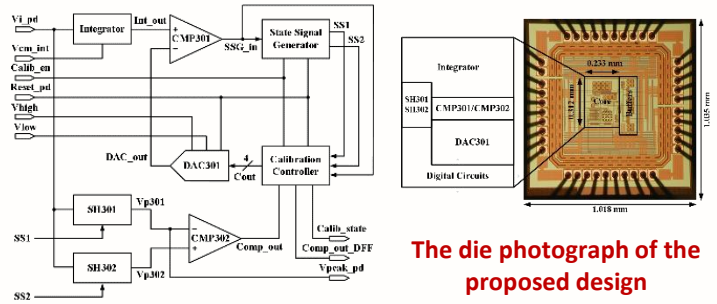 Vi_pd
Integrator
Int_out
+
CMP301
−
SSG_in
State Signal
Generator
SS1
SS2
Vcm_int
Calib_en
Reset_pd
Vhigh
Vlow
DAC_out
DAC301
4
Cout
Calibration
Controller
SH301
Vp301
−
CMP302
+
Comp_out
SS1
SH302
Vp302
SS2
Calib_state
Comp_out_DFF
Vpeak_pd
Integrator
SH301
SH302
CMP301/CMP302
DAC301
Digital Circuits
0.233 mm
0.312 mm
Core
Buffers
1.035 mm
1.018 mm
The die photograph of the
proposed design